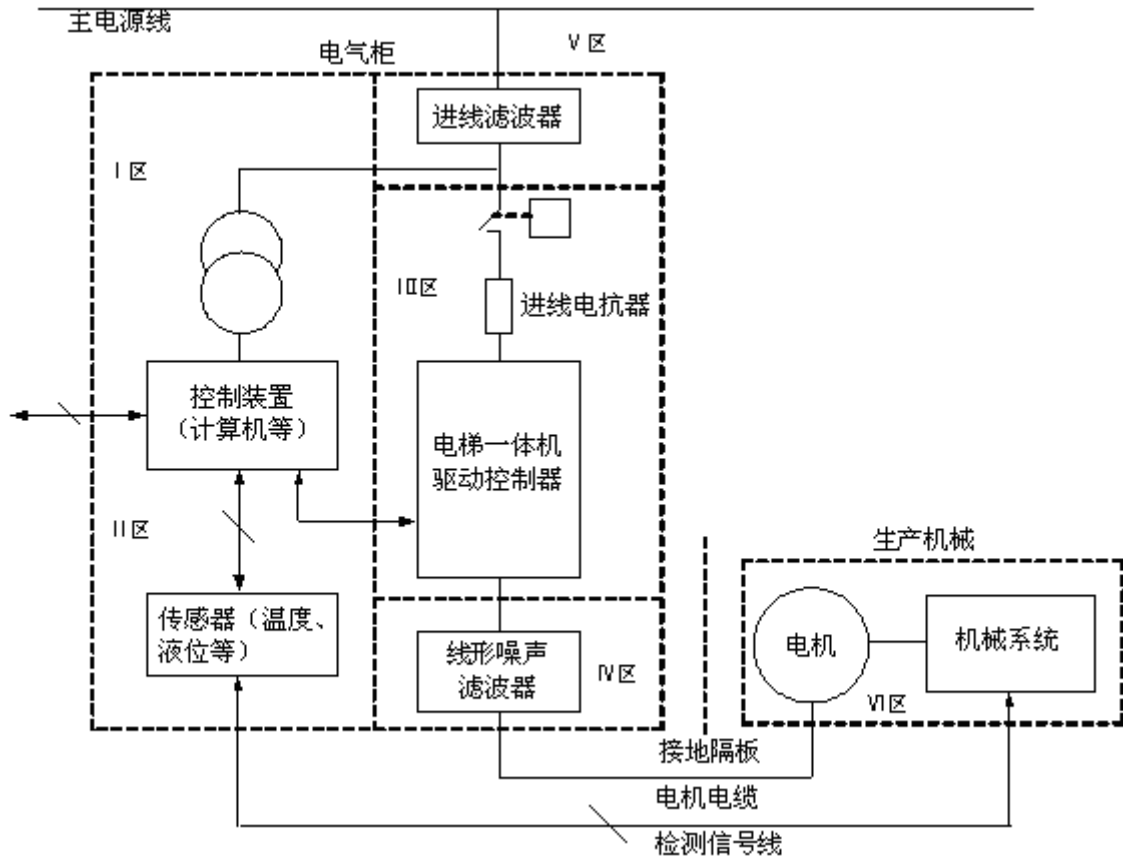 主电源线
V 区
电气柜
进线滤波器
I 区
III区
进线电抗器
控制装置
（计算机等）
电梯一体机
驱动控制器
II 区
生产机械
传感器（温度、
液位等）
线形噪声
滤波器
IV区
电机
机械系统
VI区
接地隔板
电机电缆
检测信号线